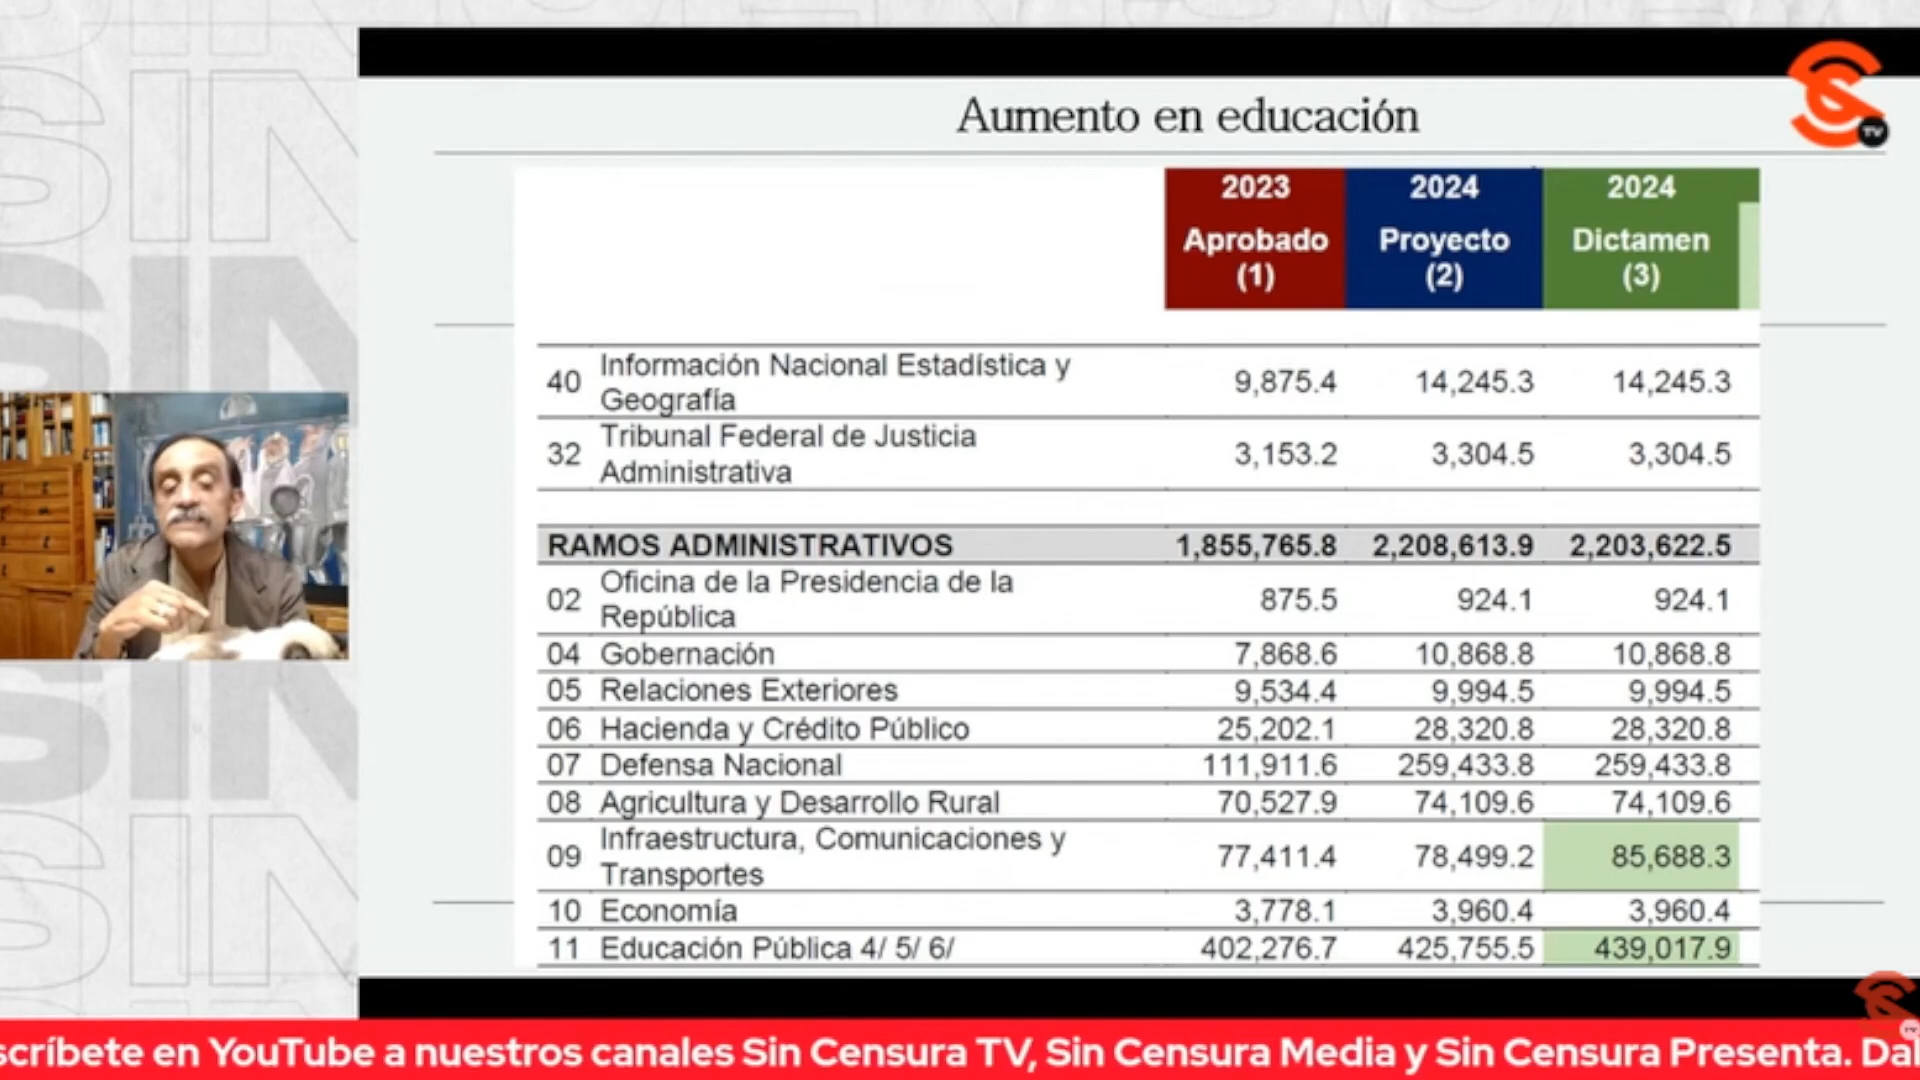 SIN
SIN
SIN
SIN
TV
Aumento en educación
2023 2024 2024
Aprobado Proyecto Dictamen
(1) (2) (3)
40 Información Nacional Estadística y Geografía 9,875.4 14,245.3 14,245.3
32 Tribunal Federal de Justicia Administrativa 3,153.2 3,304.5 3,304.5
RAMOS ADMINISTRATIVOS 1,855,765.8 2,208,613.9 2,203,622.5
02 Oficina de la Presidencia de la República 875.5 924.1 924.1
04 Gobernación 7,868.6 10,868.8 10,868.8
05 Relaciones Exteriores 9,534.4 9,994.5 9,994.5
06 Hacienda y Crédito Público 25,202.1 28,320.8 28,320.8
07 Defensa Nacional 111,911.6 259,433.8 259,433.8
08 Agricultura y Desarrollo Rural 70,527.9 74,109.6 74,109.6
09 Infraestructura, Comunicaciones y Transportes 77,411.4 78,499.2 85,688.3
10 Economía 3,778.1 3,960.4 3,960.4
11 Educación Pública 4/ 5/ 6/ 402,276.7 425,755.5 439,017.9
scríbete en YouTube a nuestros canales Sin Censura TV, Sin Censura Media y Sin Censura Presenta. Dal